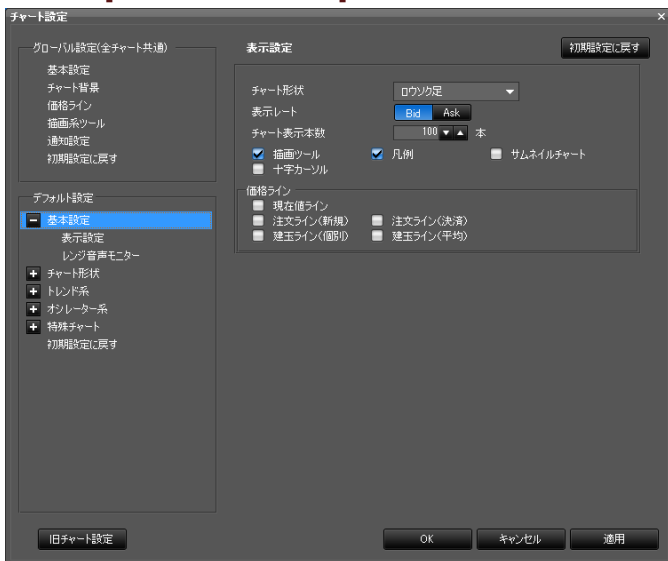 チャート設定
グローバル設定(全チャート共通)
基本設定
チャート背景
価格ライン
描画系ツール
通知設定
初期設定に戻す
デフォルト設定
基本設定
表示設定
レンジ音声モニター
チャート形状
トレンド系
オシレーター系
特殊チャート
初期設定に戻す
旧チャート設定
表示設定 初期設定に戻す
チャート形状 ロウソク足
表示レート Bid Ask
チャート表示本数 100 本
描画ツール 凡例 サムネイルチャート
十字カーソル
価格ライン
現在値ライン
注文ライン(新規) 注文ライン(決済)
建玉ライン(個別) 建玉ライン(平均)
OK キャンセル 適用